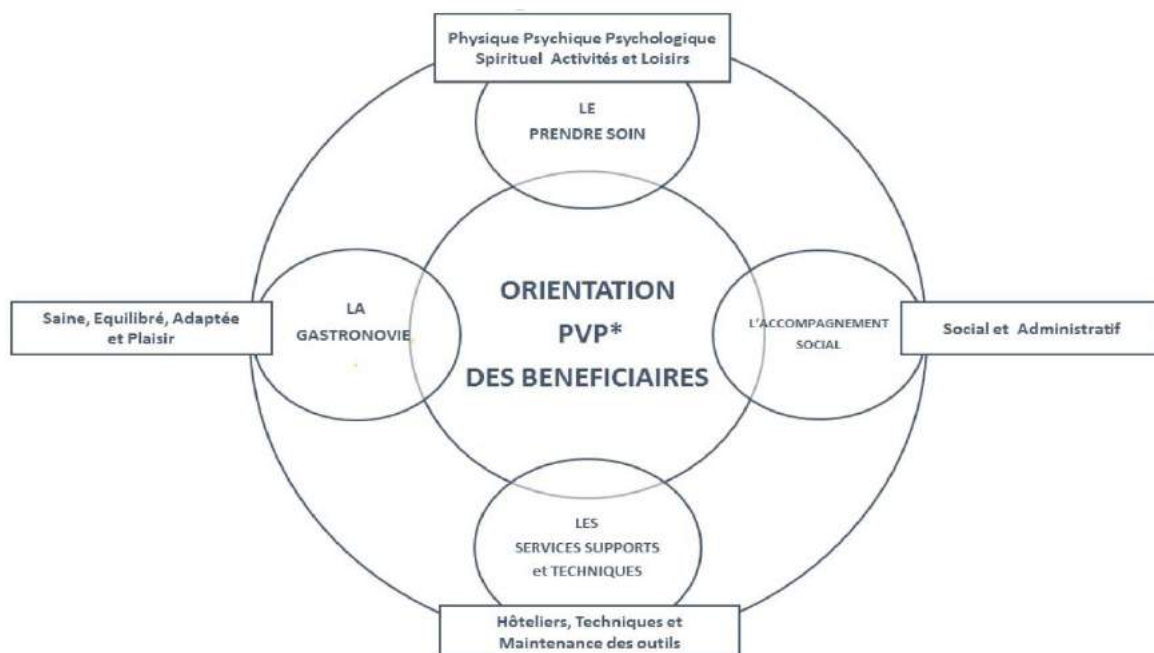 Physique Psychique Psychologique
Spirituel Activités et Loisirs
LE
PRENDRE SOIN
LA
GASTRONOVIE
Saine, Equilibré, Adaptée
et Plaisir
ORIENTATION
PVP*
DES BENEFICIAIRES
L'ACCOMPAGNEMENT
SOCIAL
Social et Administratif
LES
SERVICES SUPPORTS
et TECHNIQUES
Hôteliers, Techniques et
Maintenance des outils